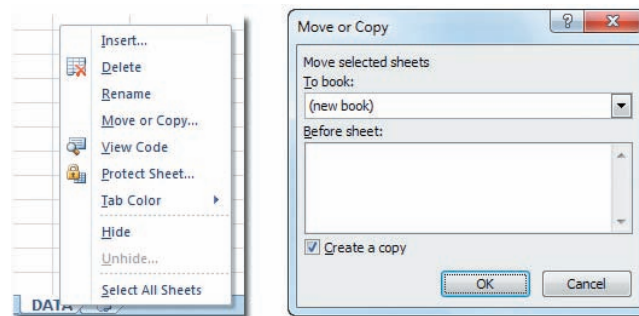 Insert...
Delete
Rename
Move or Copy...
View Code
Protect Sheet...
Tab Color
Hide
Unhide...
Select All Sheets
DATA
Move or Copy
Move selected sheets
To book:
(new book)
Before sheet:
Create a copy
OK Cancel